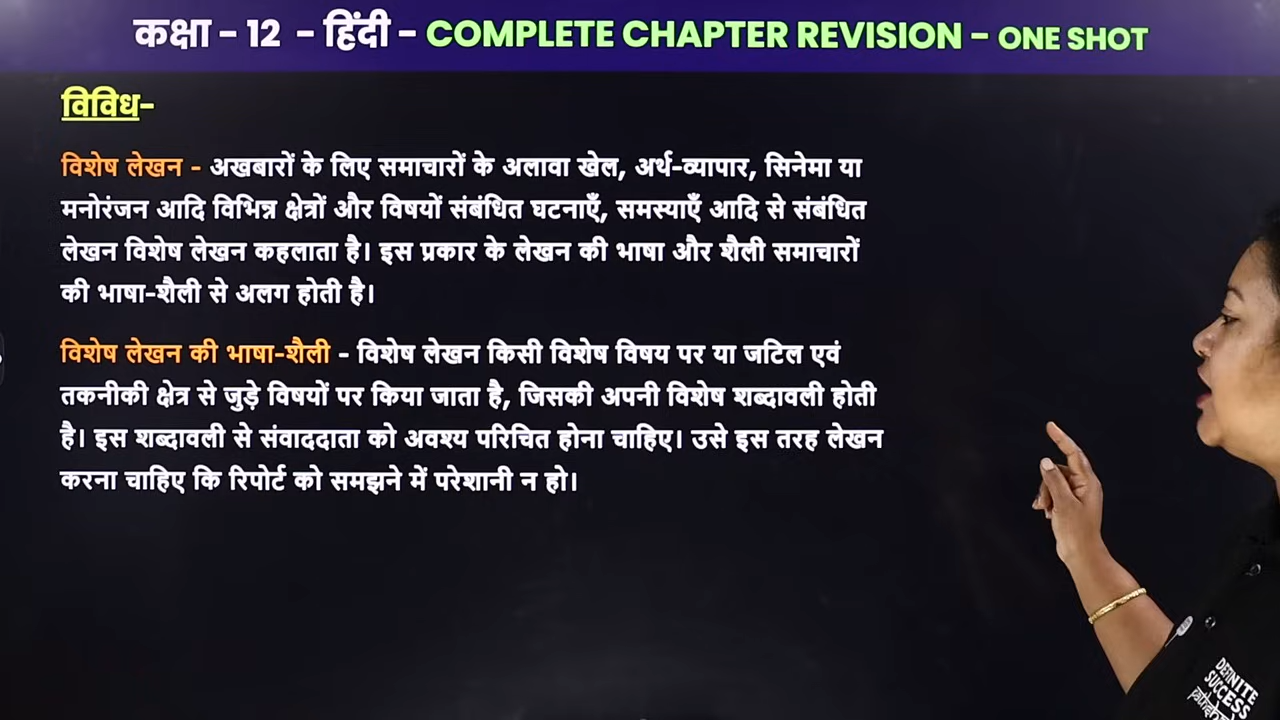 कक्षा - 12 - हिंदी - COMPLETE CHAPTER REVISION - ONE SHOT
विविध-
विशेष लेखन - अखबारों के लिए समाचारों के अलावा खेल, अर्थ-व्यापार, सिनेमा या
मनोरंजन आदि विभिन्न क्षेत्रों और विषयों संबंधित घटनाएँ, समस्याएँ आदि से संबंधित
लेखन विशेष लेखन कहलाता है। इस प्रकार के लेखन की भाषा और शैली समाचारों
की भाषा-शैली से अलग होती है।
विशेष लेखन की भाषा-शैली - विशेष लेखन किसी विशेष विषय पर या जटिल एवं
तकनीकी क्षेत्र से जुड़े विषयों पर किया जाता है, जिसकी अपनी विशेष शब्दावली होती
है। इस शब्दावली से संवाददाता को अवश्य परिचित होना चाहिए। उसे इस तरह लेखन
करना चाहिए कि रिपोर्ट को समझने में परेशानी न हो।
DEFINITE
SUCCESS